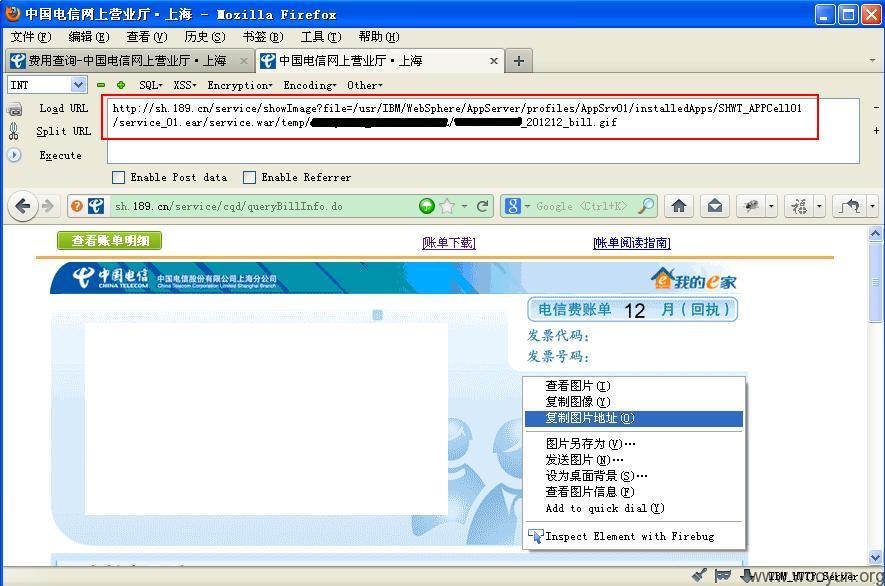 中国电信网上营业厅·上海 - Mozilla Firefox
文件(F) 编辑(E) 查看(V) 历史(S) 书签(B) 工具(T) 帮助(H)
费用查询-中国电信网上营业厅·上海 × 中国电信网上营业厅·上海 × +
INT SQL XSS Encryption Encoding Other
Load URL
Split URL
Execute
http://sh.189.cn/service/showImage?file=/usr/IBM/WebSphere/AppServer/profiles/AppSrv01/installedApps/SHWT_APPCell01
/service_01.ear/service.war/temp/ / _201212_bill.gif
Enable Post data Enable Referrer
sh.189.cn/service/cqd/queryBillInfo.do Google <Ctrl+K>
查看账单明细 [账单下载] [账单阅读指南]
中国电信 CHINA TELECOM 中国电信股份有限公司上海分公司 China Telecom Corporation Limited Shanghai Branch 我的e家
电信费账单 12 月(回执)
发票代码:
发票号码:
查看图片(I)
复制图像(Y)
复制图片地址(O)
图片另存为(V)…
发送图片(N)…
设为桌面背景(S)…
查看图片信息(F)
Add to quick dial(Y)
Inspect Element with Firebug
IBM_HTTP_Server
www.wooyun.org